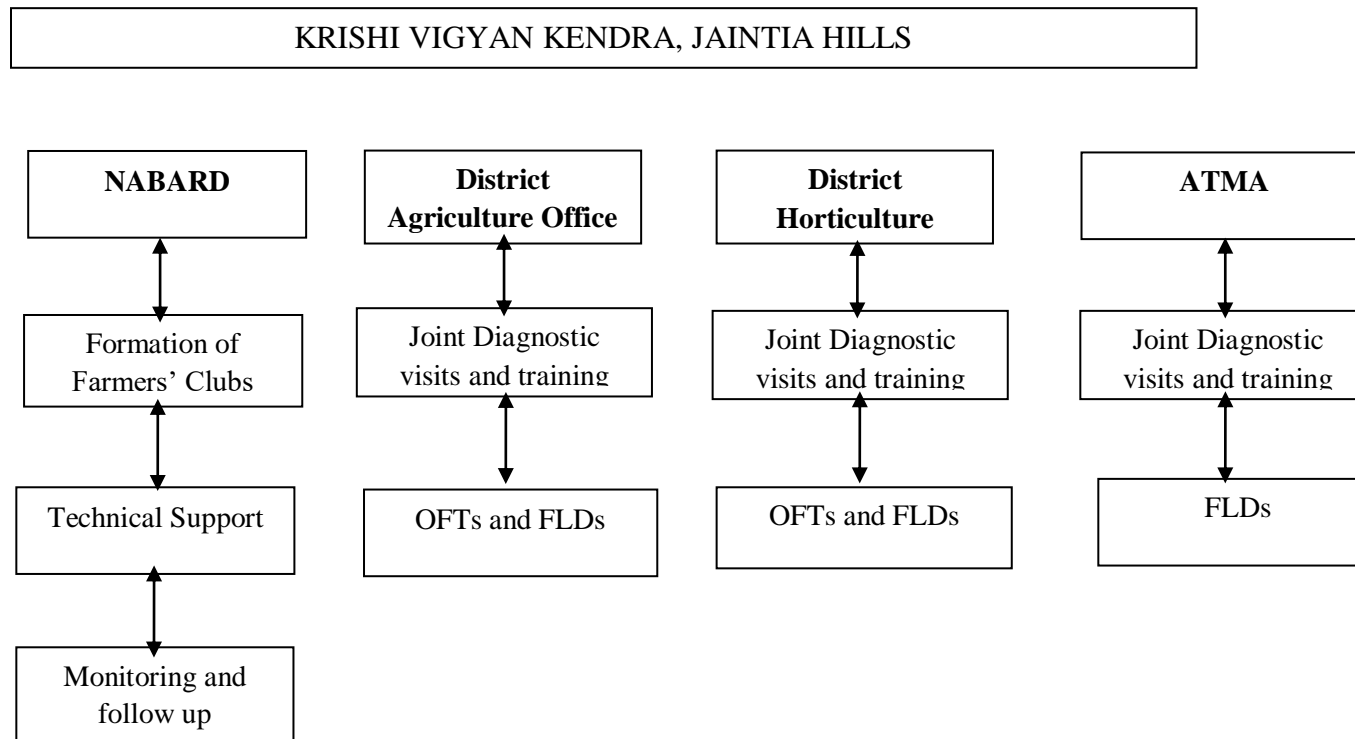 KRISHI VIGYAN KENDRA, JAINTIA HILLS
NABARD
District
Agriculture Office
District
Horticulture
ATMA
Formation of
Farmers’ Clubs
Joint Diagnostic
visits and training
Joint Diagnostic
visits and training
Joint Diagnostic
visits and training
Technical Support
OFTs and FLDs
OFTs and FLDs
FLDs
Monitoring and
follow up